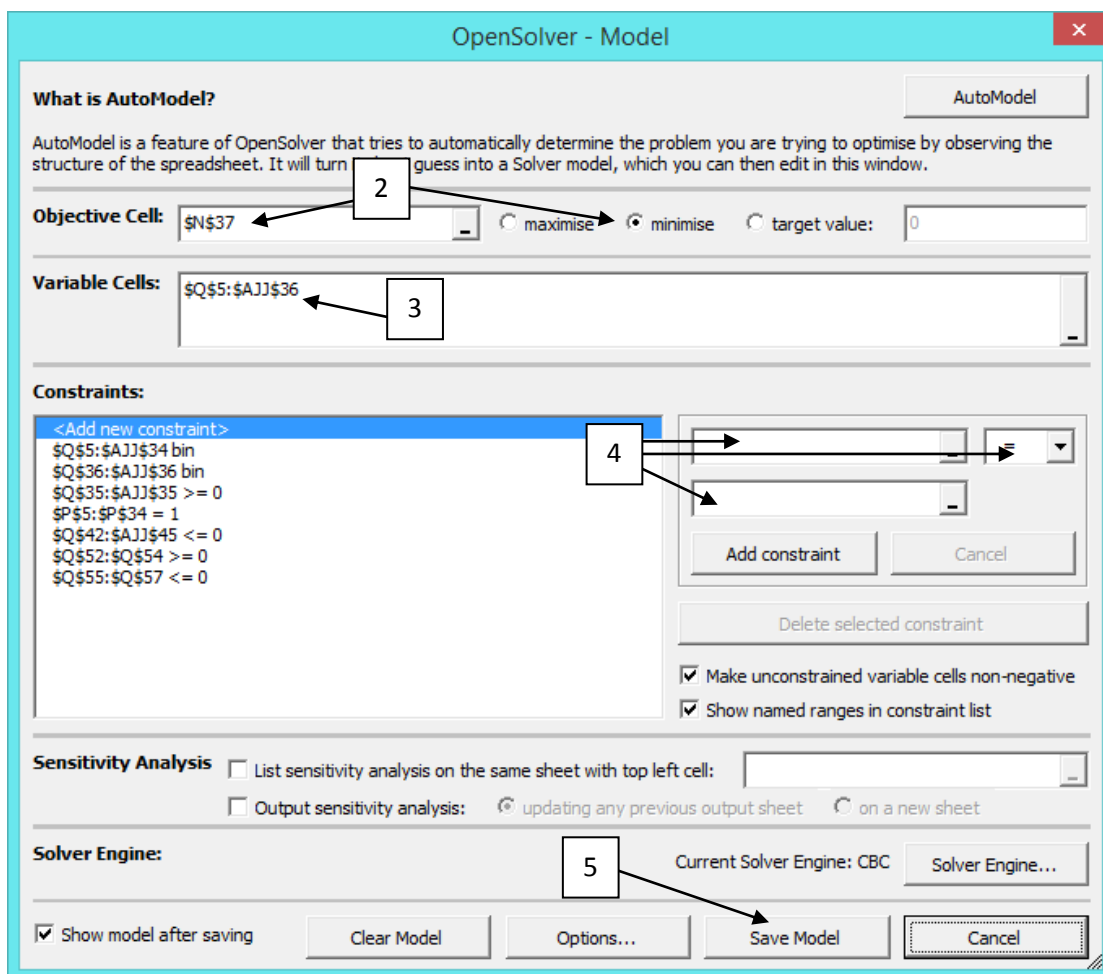 OpenSolver - Model
What is AutoModel?
AutoModel
AutoModel is a feature of OpenSolver that tries to automatically determine the problem you are trying to optimise by observing the
structure of the spreadsheet. It will turn guess into a Solver model, which you can then edit in this window.
2
Objective Cell: $N$37 _ maximise minimise target value: 0
Variable Cells: $Q$5:$AJJ$36 _
3
Constraints:
<Add new constraint>
$Q$5:$AJJ$34 bin
$Q$36:$AJJ$36 bin
$Q$35:$AJJ$35 >= 0
$P$5:$P$34 = 1
$Q$42:$AJJ$45 <= 0
$Q$52:$Q$54 >= 0
$Q$55:$Q$57 <= 0
4
_ =
_
Add constraint Cancel
Delete selected constraint
Make unconstrained variable cells non-negative
Show named ranges in constraint list
Sensitivity Analysis List sensitivity analysis on the same sheet with top left cell: _
Output sensitivity analysis: updating any previous output sheet on a new sheet
Solver Engine: Current Solver Engine: CBC Solver Engine...
5
Show model after saving Clear Model Options... Save Model Cancel